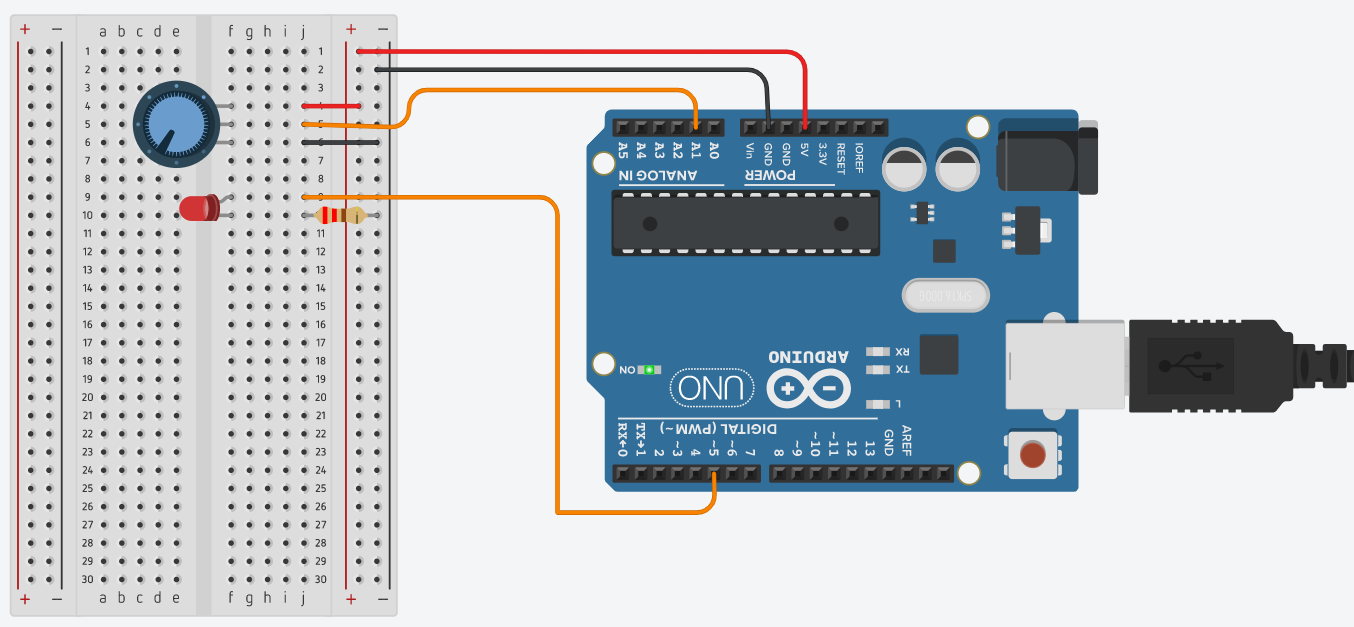 + − a b c d e f g h i j + −
1 1
2 2
3 3
4 4
5 5
6 6
7 7
8 8
9 9
10 10
11 11
12 12
13 13
14 14
15 15
16 16
17 17
18 18
19 19
20 20
21 21
22 22
23 23
24 24
25 25
26 26
27 27
28 28
29 29
30 30
+ − a b c d e f g h i j + −
A5 A4 A3 A2 A1 A0
Vin GND GND 5V 3.3V RESET IOREF
ANALOG IN
POWER
ON
UNO
ARDUINO
RX
TX
L
DIGITAL (PWM ~)
RX←0 TX→1 2 ~3 4 ~5 ~6 7 8 ~9 ~10 ~11 12 13 GND AREF